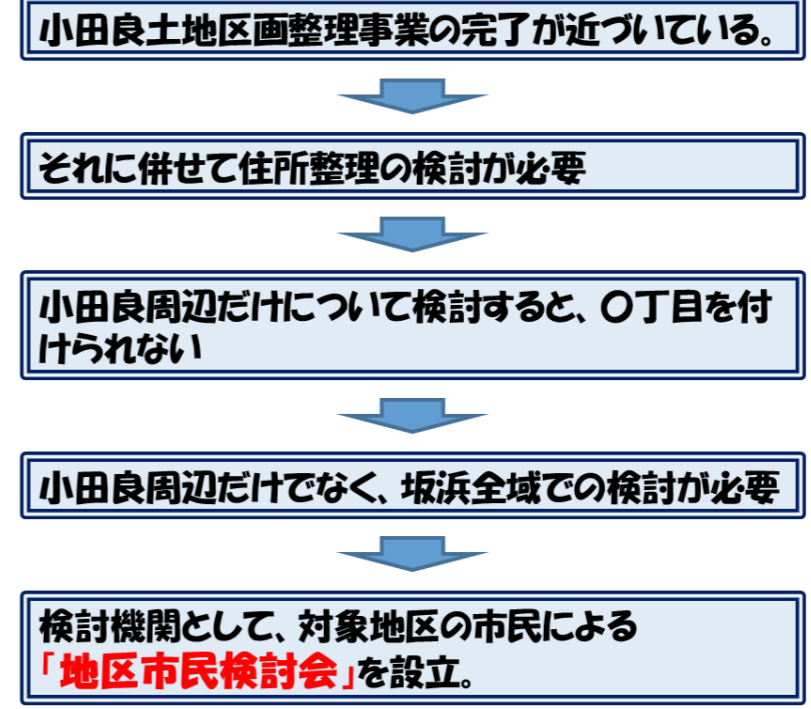 小田良土地区画整理事業の完了が近づいている。
それに併せて住所整理の検討が必要
小田良周辺だけについて検討すると、〇丁目を付
けられない
小田良周辺だけでなく、坂浜全域での検討が必要
検討機関として、対象地区の市民による
「地区市民検討会」を設立。